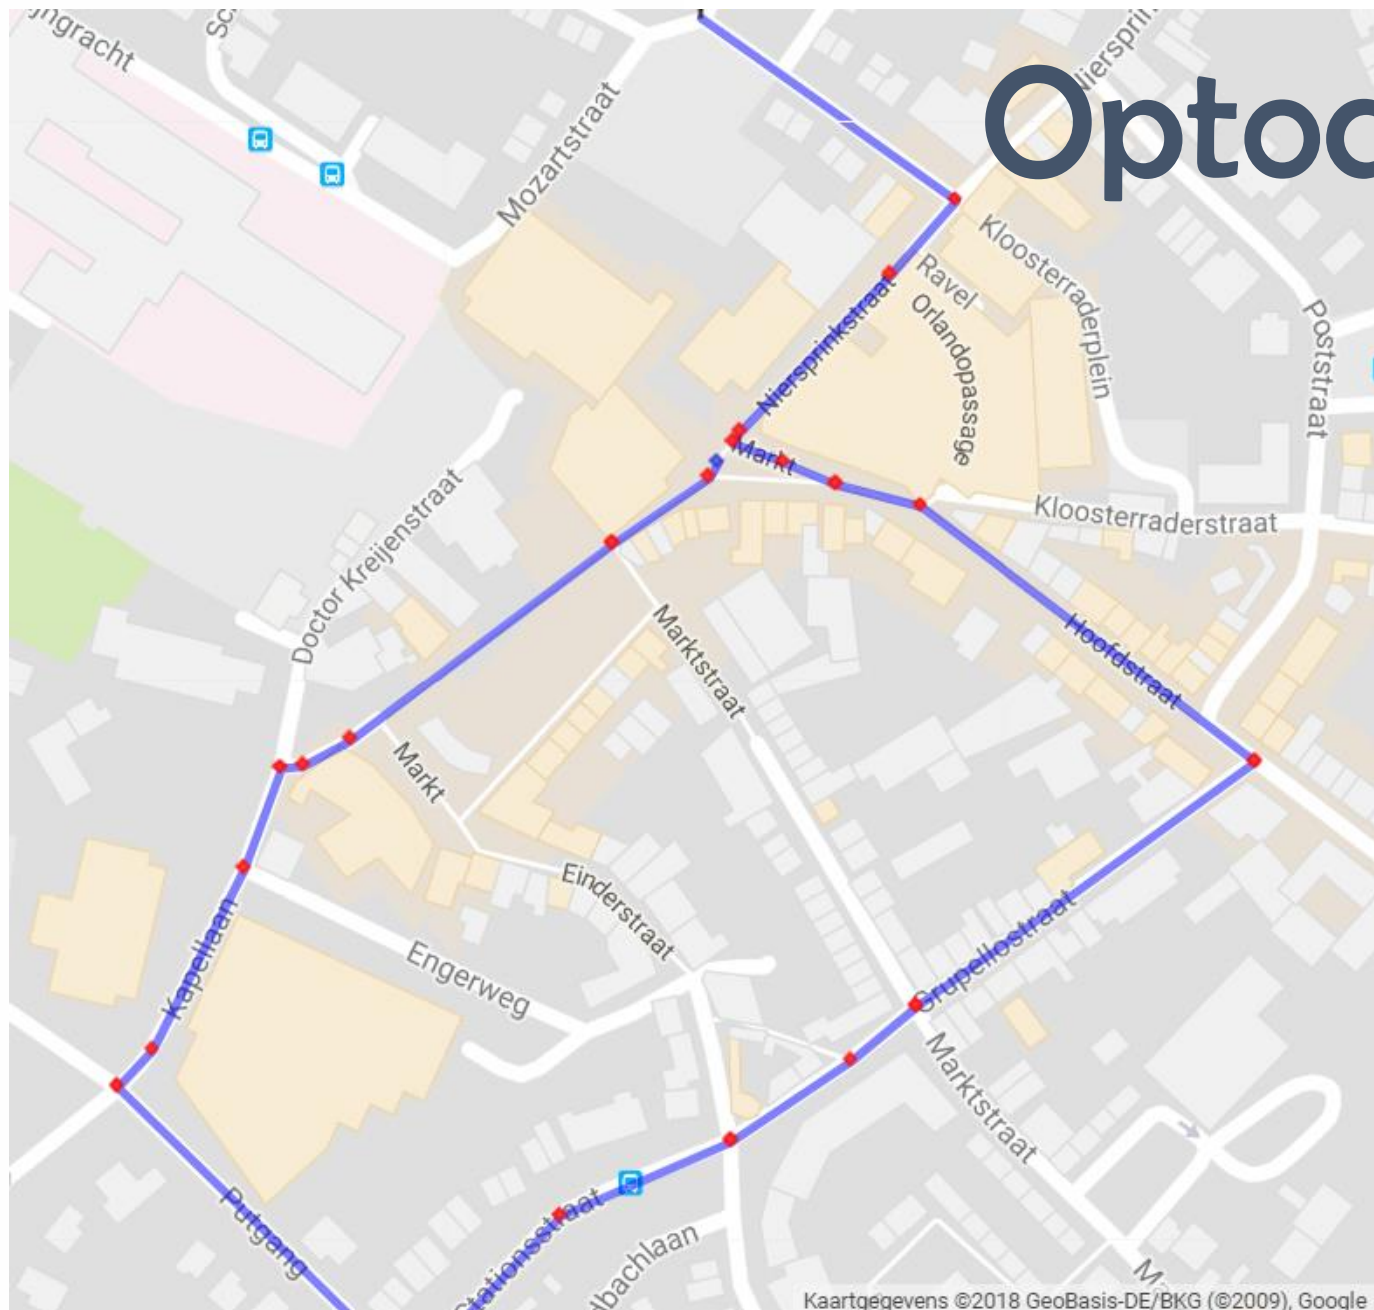 Optoc
Mozartstraat
Niersprinkstraat
Ravel
Orlandopassage
Kloosterraderplein
Poststraat
Markt
Kloosterraderstraat
Doctor Kreijenstraat
Marktstraat
Hoofdstraat
Markt
Einderstraat
Engerweg
Kapellaan
Grupellostraat
Marktstraat
Putgang
Kaartgegevens ©2018 GeoBasis-DE/BKG (©2009), Google